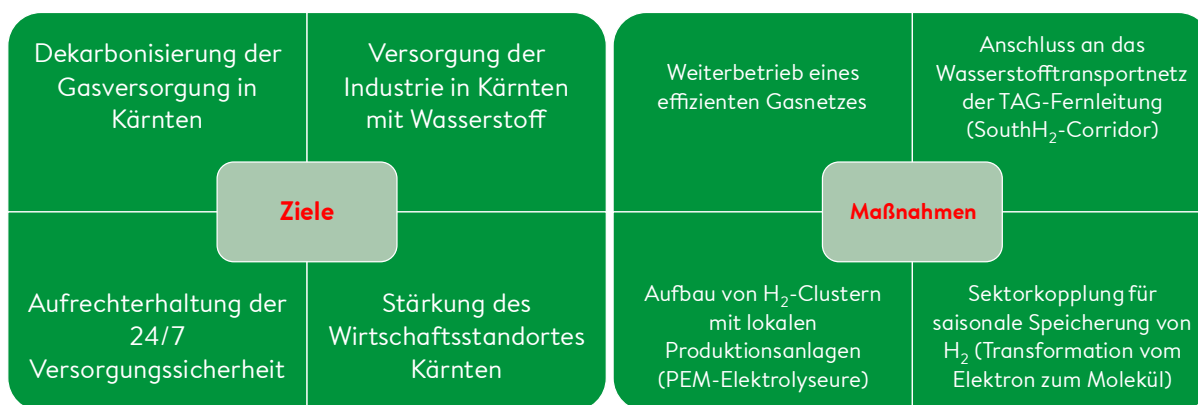 Dekarbonisierung der
Gasversorgung in
Kärnten
Versorgung der
Industrie in Kärnten
mit Wasserstoff
Ziele
Aufrechterhaltung der
24/7
Versorgungssicherheit
Stärkung des
Wirtschaftsstandortes
Kärnten
Weiterbetrieb eines
effizienten Gasnetzes
Anschluss an das
Wasserstofftransportnetz
der TAG-Fernleitung
(SouthH₂-Corridor)
Maßnahmen
Aufbau von H₂-Clustern
mit lokalen
Produktionsanlagen
(PEM-Elektrolyseure)
Sektorkopplung für
saisonale Speicherung von
H₂ (Transformation vom
Elektron zum Molekül)